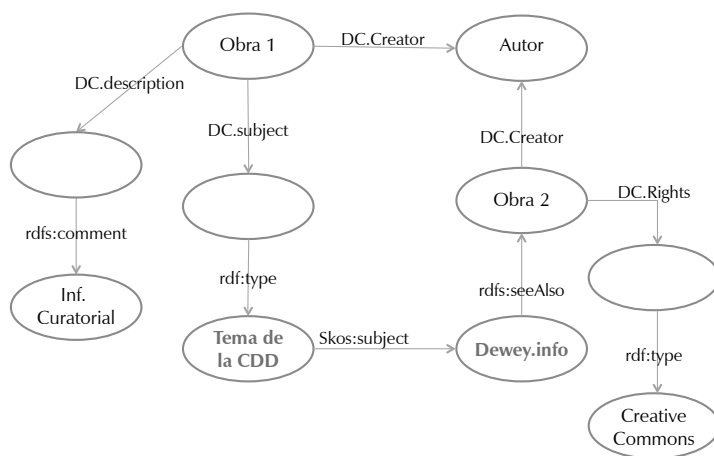 Obra 1
DC.Creator
Autor
DC.description
DC.subject
DC.Creator
Obra 2
DC.Rights
rdfs:comment
rdf:type
rdfs:seeAlso
Inf.
Curatorial
Tema de
la CDD
Skos:subject
Dewey.info
rdf:type
Creative
Commons